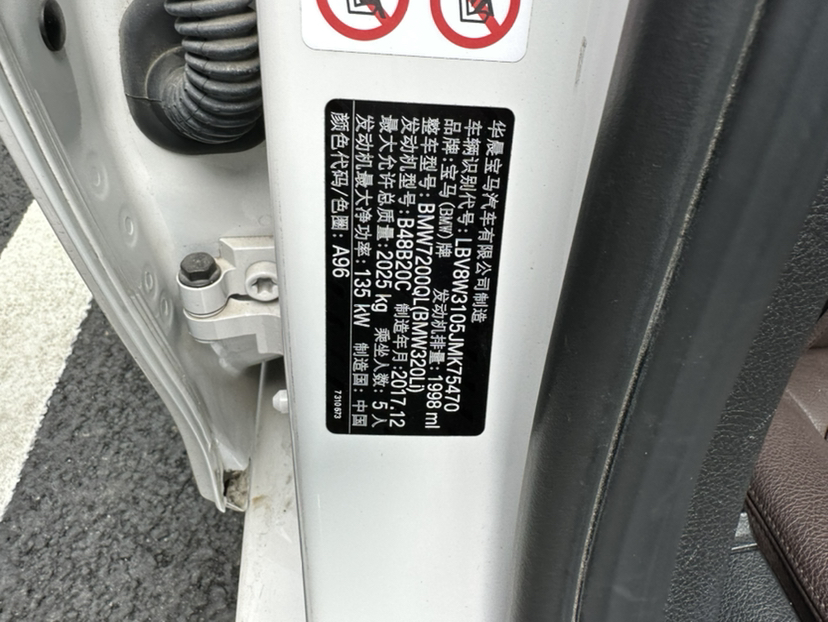 华晨宝马汽车有限公司制造
车辆识别代号: LBV8W3105JMK75470
品牌: 宝马(BMW)牌 发动机排量: 1998 ml
整车型号: BMW7200QL(BMW320Li)
发动机型号: B48B20C 制造年月: 2017.12
最大允许总质量: 2025 kg 乘坐人数: 5 人
发动机最大净功率: 135 kW 制造国: 中国
颜色代码/色圈: A96 7 310 673